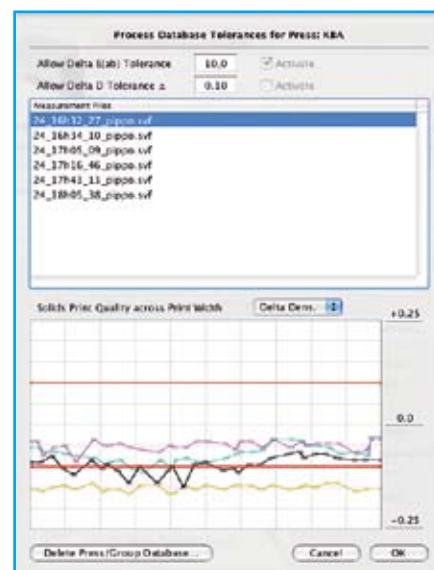 Process Database Tolerances for Press: KBA
Allow Delta E(ab) Tolerance 10.0 Activate
Allow Delta D Tolerance ± 0.10 Activate
Measurement Files
24_16h32_27_pippo.svf
24_16h34_10_pippo.svf
24_17h05_09_pippo.svf
24_17h16_46_pippo.svf
24_17h43_13_pippo.svf
24_18h05_38_pippo.svf
Solids Print Quality across Print Width Delta Dens.
+0.25
0.0
-0.25
Delete Press/Group Database... Cancel OK